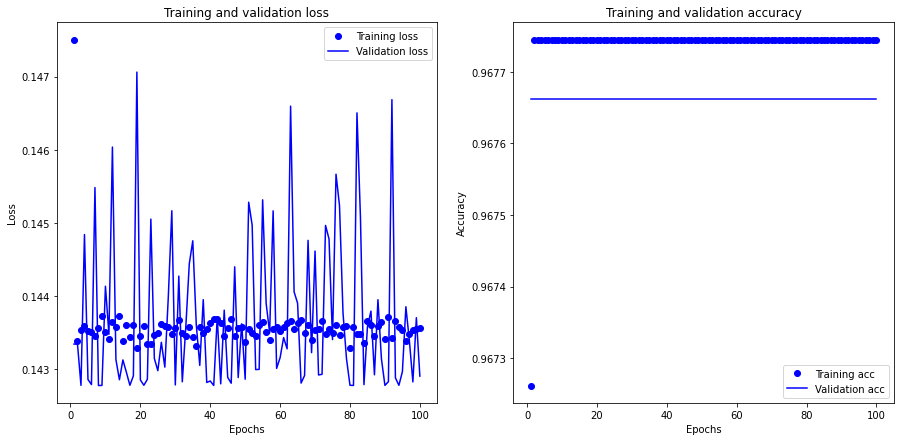 Training and validation loss
Training loss
Validation loss
0.147
0.146
0.145
0.144
0.143
Loss
0
20
40
60
80
100
Epochs
Training and validation accuracy
0.9677
0.9676
0.9675
0.9674
0.9673
Accuracy
Training acc
Validation acc
0
20
40
60
80
100
Epochs